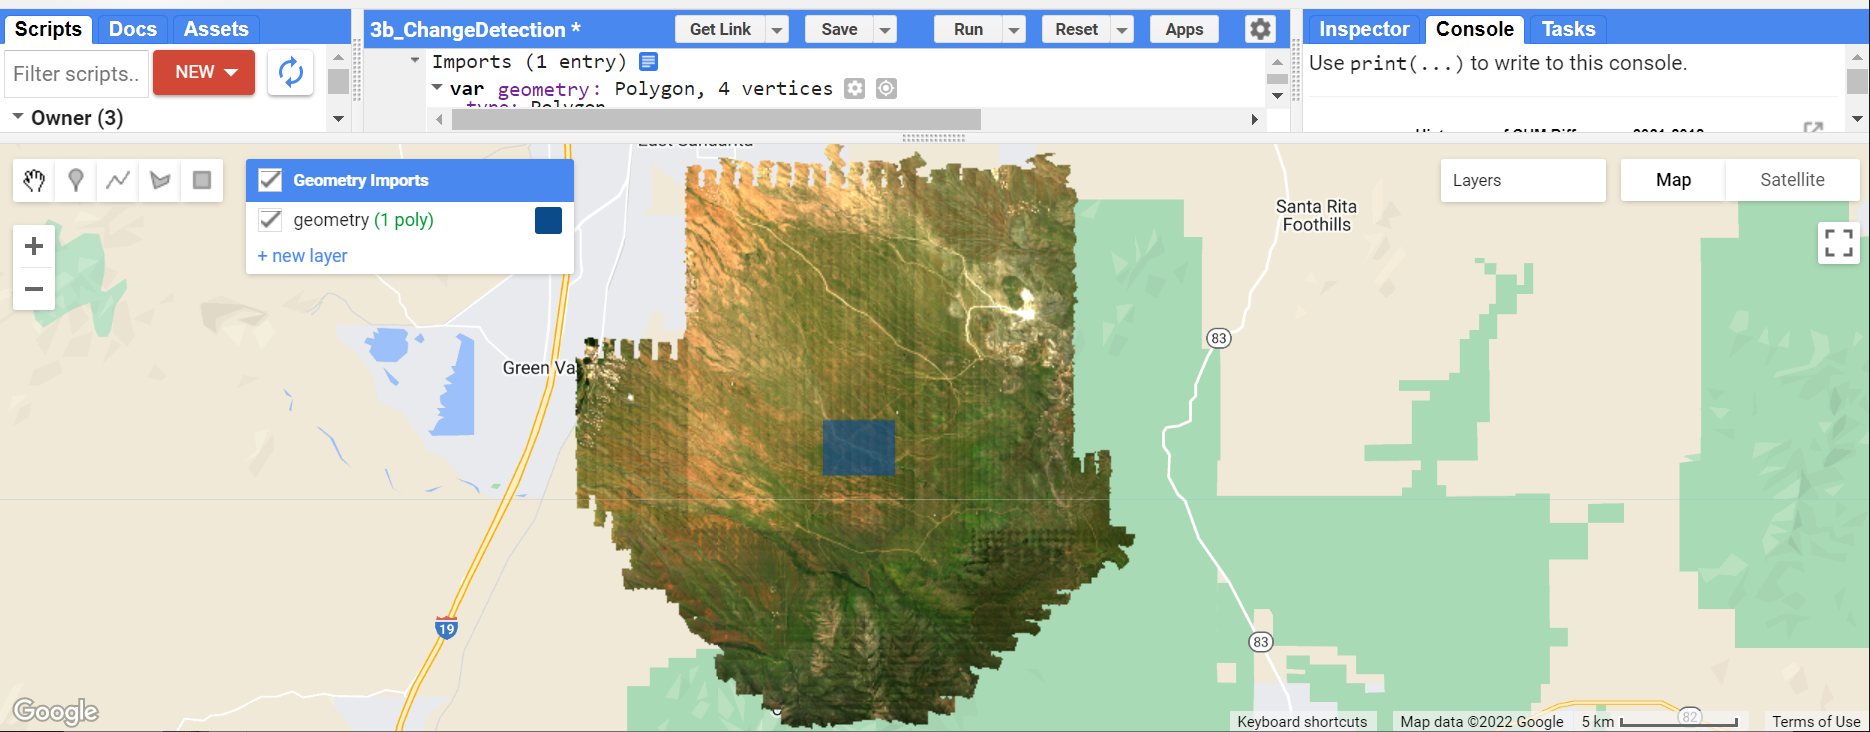 Scripts Docs Assets
Filter scripts.. NEW
Owner (3)
3b_ChangeDetection * Get Link Save Run Reset Apps
Imports (1 entry)
var geometry: Polygon, 4 vertices
type: Polygon
Inspector Console Tasks
Use print(...) to write to this console.
Geometry Imports
geometry (1 poly)
+ new layer
Layers
Map Satellite
Santa Rita
Foothills
83
Green Va
19
83
82
Google
Keyboard shortcuts Map data ©2022 Google 5 km Terms of Use